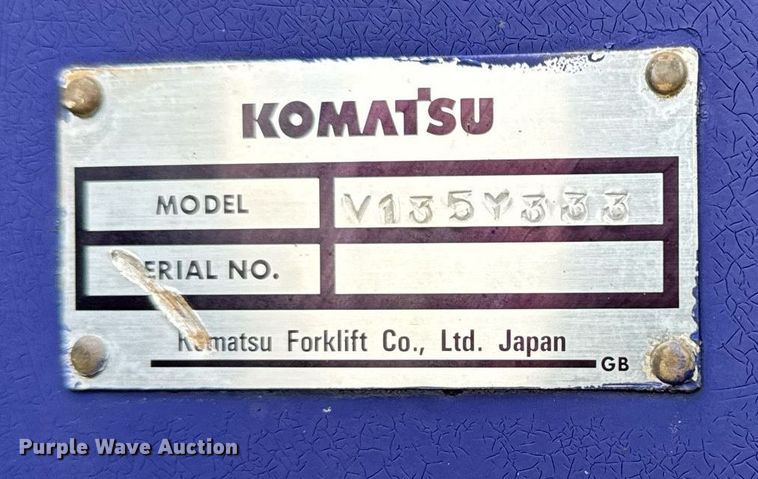 KOMATSU
MODEL V135Y333
ERIAL NO.
Komatsu Forklift Co., Ltd. Japan
GB
Purple Wave Auction